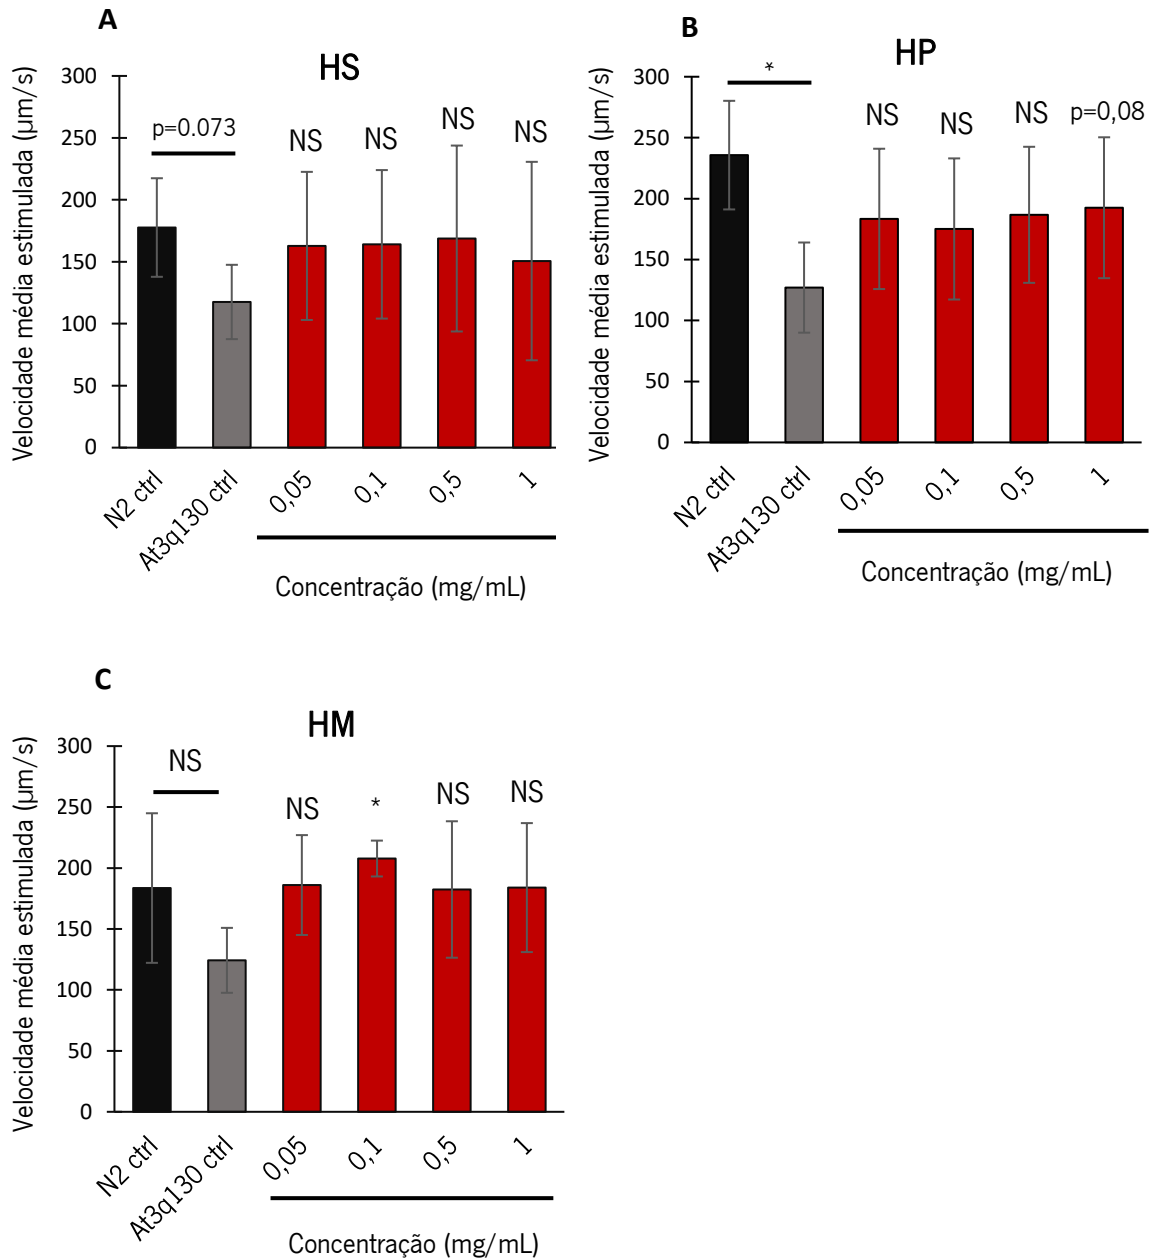 A
HS
Velocidade média estimulada (µm/s)
300
250
200
150
100
50
0
p=0.073
NS
NS
NS
NS
N2 ctrl
At3q130 ctrl
0,05
0,1
0,5
1
Concentração (mg/mL)
B
HP
Velocidade média estimulada (µm/s)
300
250
200
150
100
50
0
*
NS
NS
NS
p=0,08
N2 ctrl
At3q130 ctrl
0,05
0,1
0,5
1
Concentração (mg/mL)
C
HM
Velocidade média estimulada (µm/s)
300
250
200
150
100
50
0
NS
NS
*
NS
NS
N2 ctrl
At3q130 ctrl
0,05
0,1
0,5
1
Concentração (mg/mL)